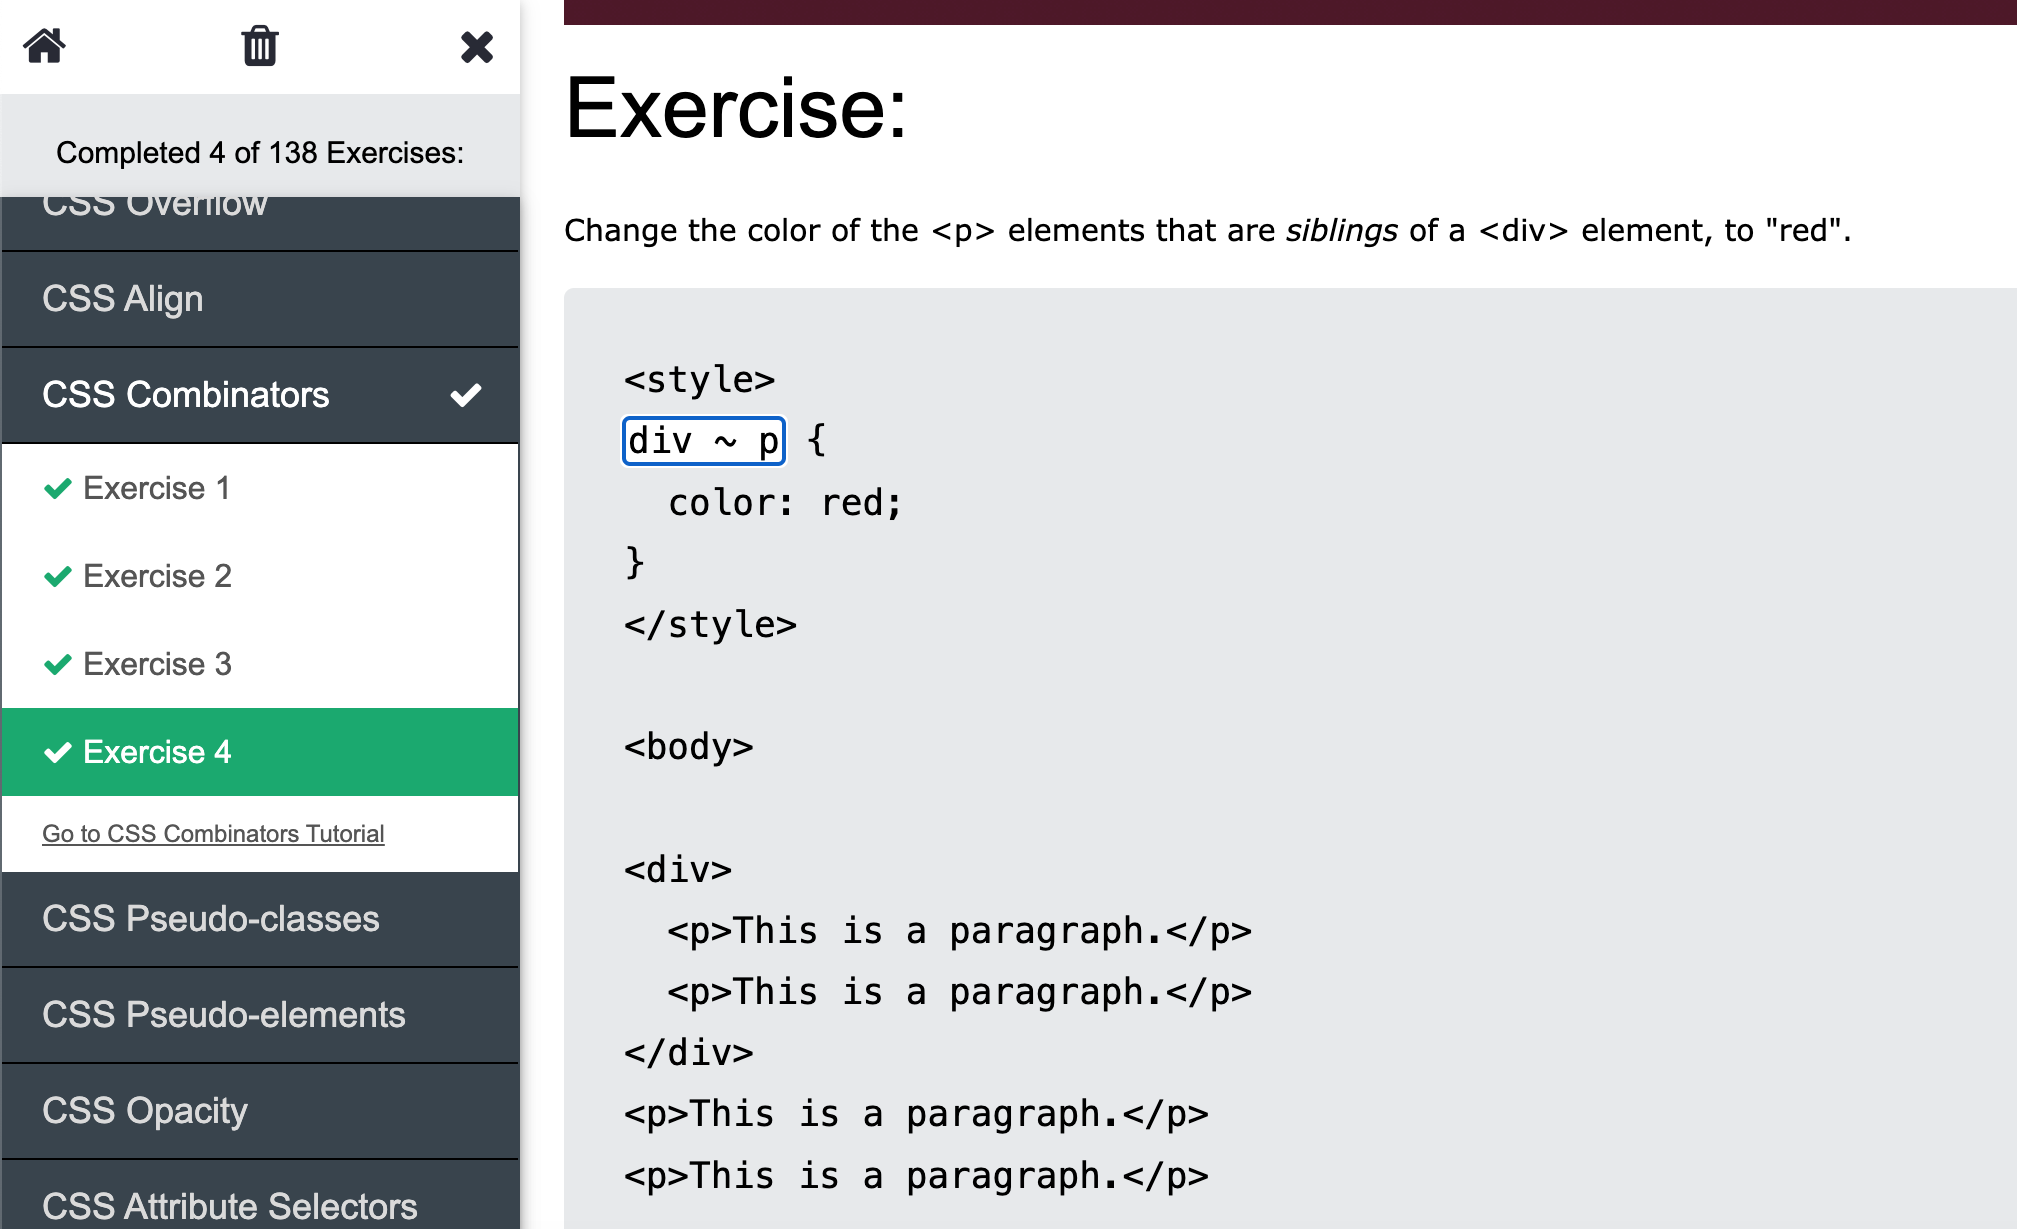 Completed 4 of 138 Exercises:
CSS Overflow
CSS Align
CSS Combinators
Exercise 1
Exercise 2
Exercise 3
Exercise 4
Go to CSS Combinators Tutorial
CSS Pseudo-classes
CSS Pseudo-elements
CSS Opacity
CSS Attribute Selectors
Exercise:
Change the color of the <p> elements that are siblings of a <div> element, to "red".
<style>
div ~ p {
  color: red;
}
</style>
<body>
<div>
  <p>This is a paragraph.</p>
  <p>This is a paragraph.</p>
</div>
<p>This is a paragraph.</p>
<p>This is a paragraph.</p>